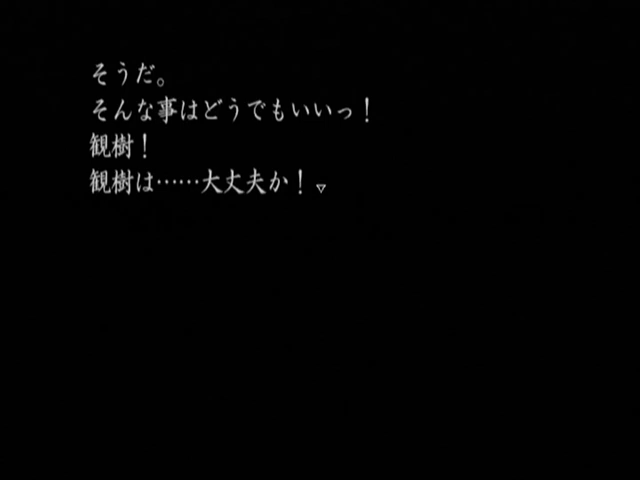 そうだ。
そんな事はどうでもいいっ！
観樹！
観樹は……大丈夫か！▽